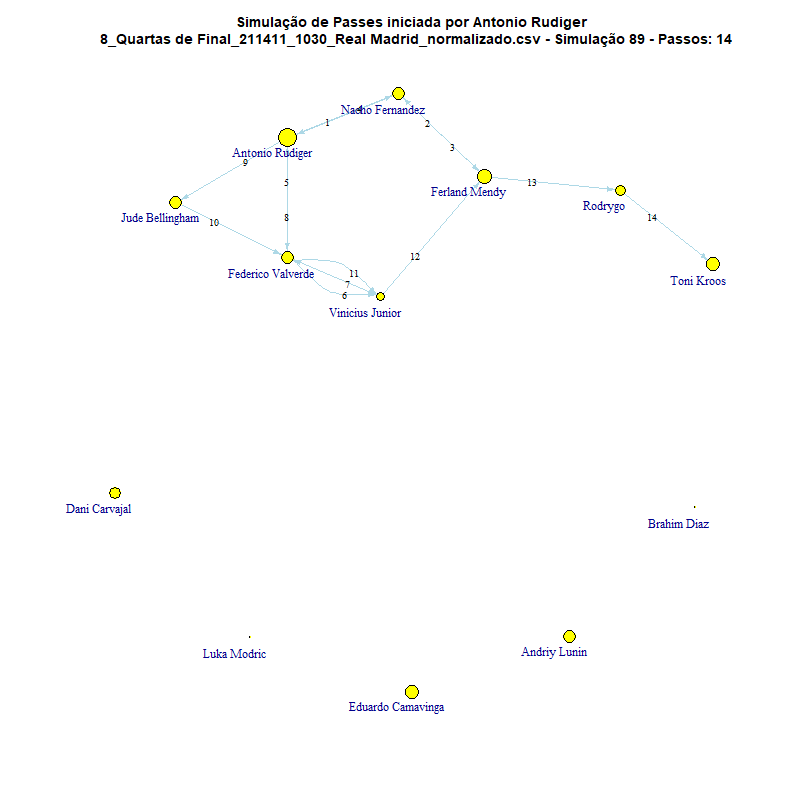 Simulação de Passes iniciada por Antonio Rudiger
8_Quartas de Final_211411_1030_Real Madrid_normalizado.csv - Simulação 89 - Passos: 14
Nacho Fernandez
4
1
2
Antonio Rudiger
3
9
5
Ferland Mendy
13
Rodrygo
Jude Bellingham
10
8
14
12
Federico Valverde
11
7
6
Toni Kroos
Vinicius Junior
Dani Carvajal
Brahim Diaz
Luka Modric
Andriy Lunin
Eduardo Camavinga